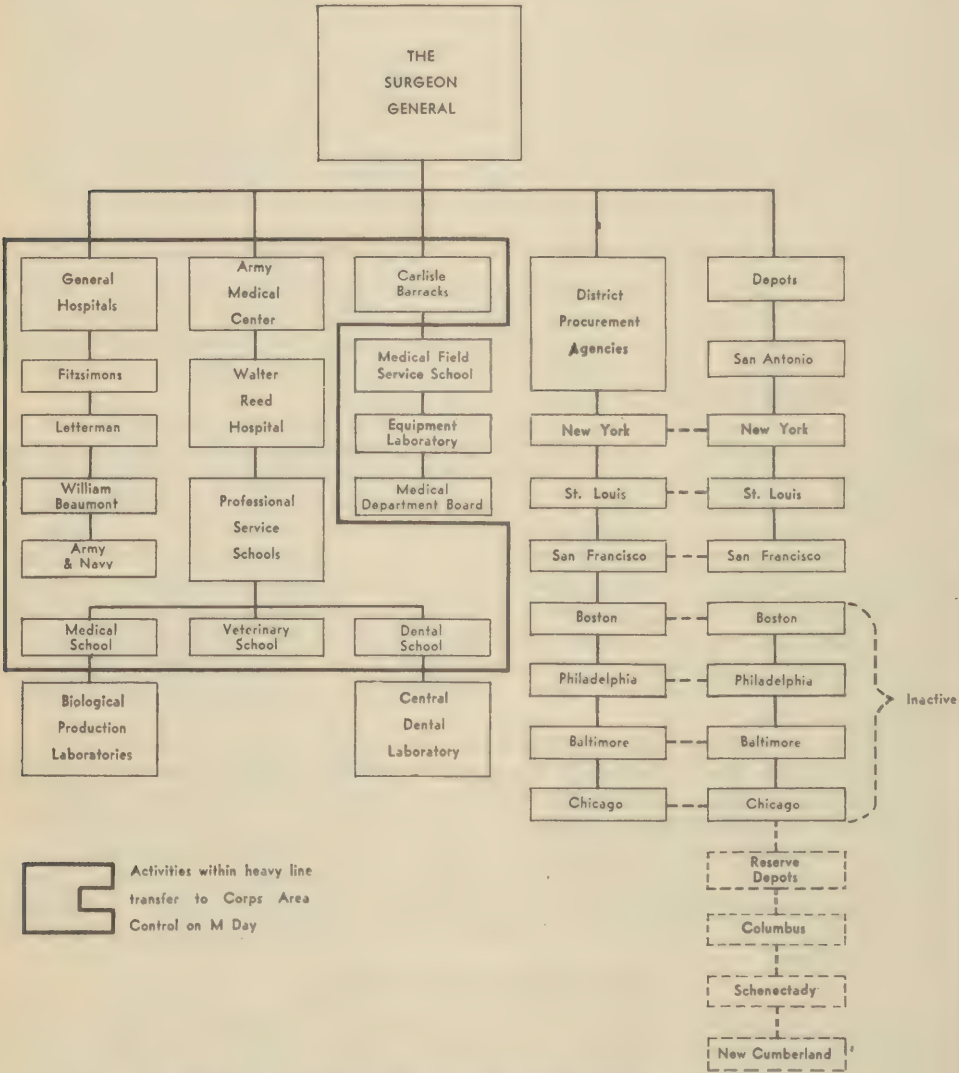 THE
SURGEON
GENERAL
General
Hospitals
Fitzsimons
Letterman
William
Beaumont
Army
& Navy
Army
Medical
Center
Walter
Reed
Hospital
Professional
Service
Schools
Medical
School
Veterinary
School
Dental
School
Biological
Production
Laboratories
Central
Dental
Laboratory
Carlisle
Barracks
Medical Field
Service School
Equipment
Laboratory
Medical
Department Board
District
Procurement
Agencies
New York
St. Louis
San Francisco
Boston
Philadelphia
Baltimore
Chicago
Depots
San Antonio
New York
St. Louis
San Francisco
Boston
Philadelphia
Baltimore
Chicago
Inactive
Reserve
Depots
Columbus
Schenectady
New Cumberland
Activities within heavy line
transfer to Corps Area
Control on M Day